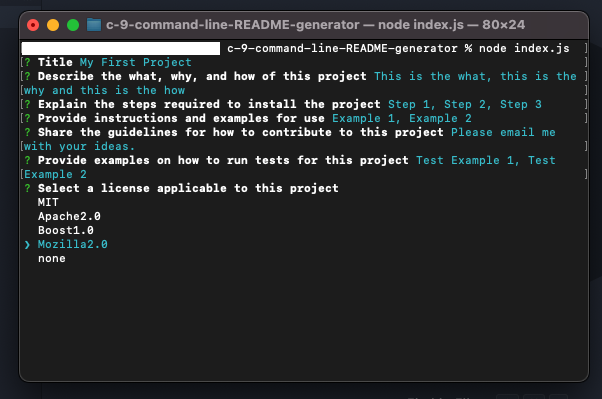 c-9-command-line-README-generator — node index.js — 80×24
c-9-command-line-README-generator % node index.js ]
[? Title My First Project ]
[? Describe the what, why, and how of this project This is the what, this is the ]
[why and this is the how ]
[? Explain the steps required to install the project Step 1, Step 2, Step 3 ]
[? Provide instructions and examples for use Example 1, Example 2 ]
? Share the guidelines for how to contribute to this project Please email me
[with your ideas. ]
? Provide examples on how to run tests for this project Test Example 1, Test
[Example 2 ]
? Select a license applicable to this project
MIT
Apache2.0
Boost1.0
❯ Mozilla2.0
none